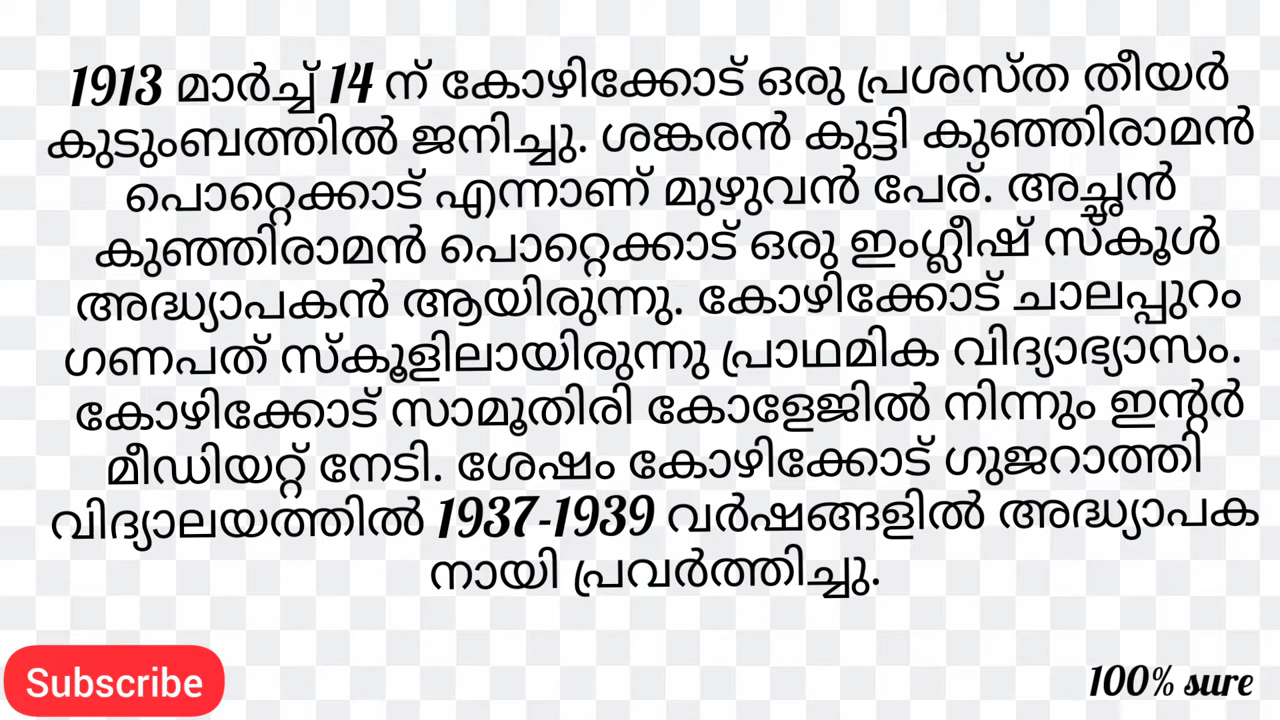 1913 മാർച്ച് 14 ന് കോഴിക്കോട് ഒരു പ്രശസ്ത തീയർ
കുടുംബത്തിൽ ജനിച്ചു. ശങ്കരൻ കുട്ടി കുഞ്ഞിരാമൻ
പൊറ്റെക്കാട് എന്നാണ് മുഴുവൻ പേര്. അച്ഛൻ
കുഞ്ഞിരാമൻ പൊറ്റെക്കാട് ഒരു ഇംഗ്ലീഷ് സ്കൂൾ
അദ്ധ്യാപകൻ ആയിരുന്നു. കോഴിക്കോട് ചാലപ്പുറം
ഗണപത് സ്കൂളിലായിരുന്നു പ്രാഥമിക വിദ്യാഭ്യാസം.
കോഴിക്കോട് സാമൂതിരി കോളേജിൽ നിന്നും ഇന്റർ
മീഡിയറ്റ് നേടി. ശേഷം കോഴിക്കോട് ഗുജറാത്തി
വിദ്യാലയത്തിൽ 1937-1939 വർഷങ്ങളിൽ അദ്ധ്യാപക
നായി പ്രവർത്തിച്ചു.
Subscribe
100% sure